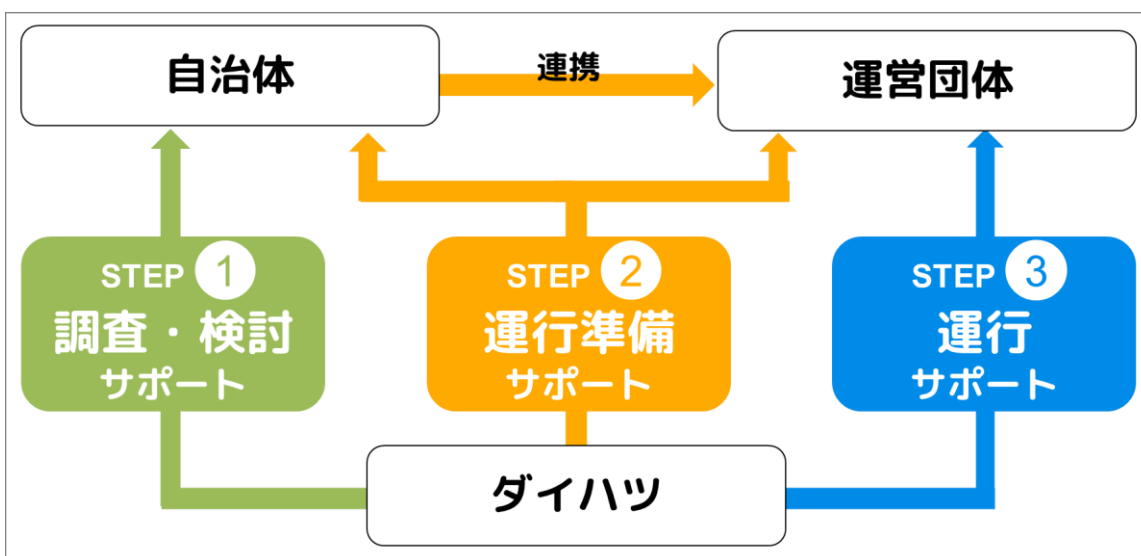 自治体
連携
運営団体
STEP 1
調査・検討
サポート
STEP 2
運行準備
サポート
STEP 3
運行
サポート
ダイハツ